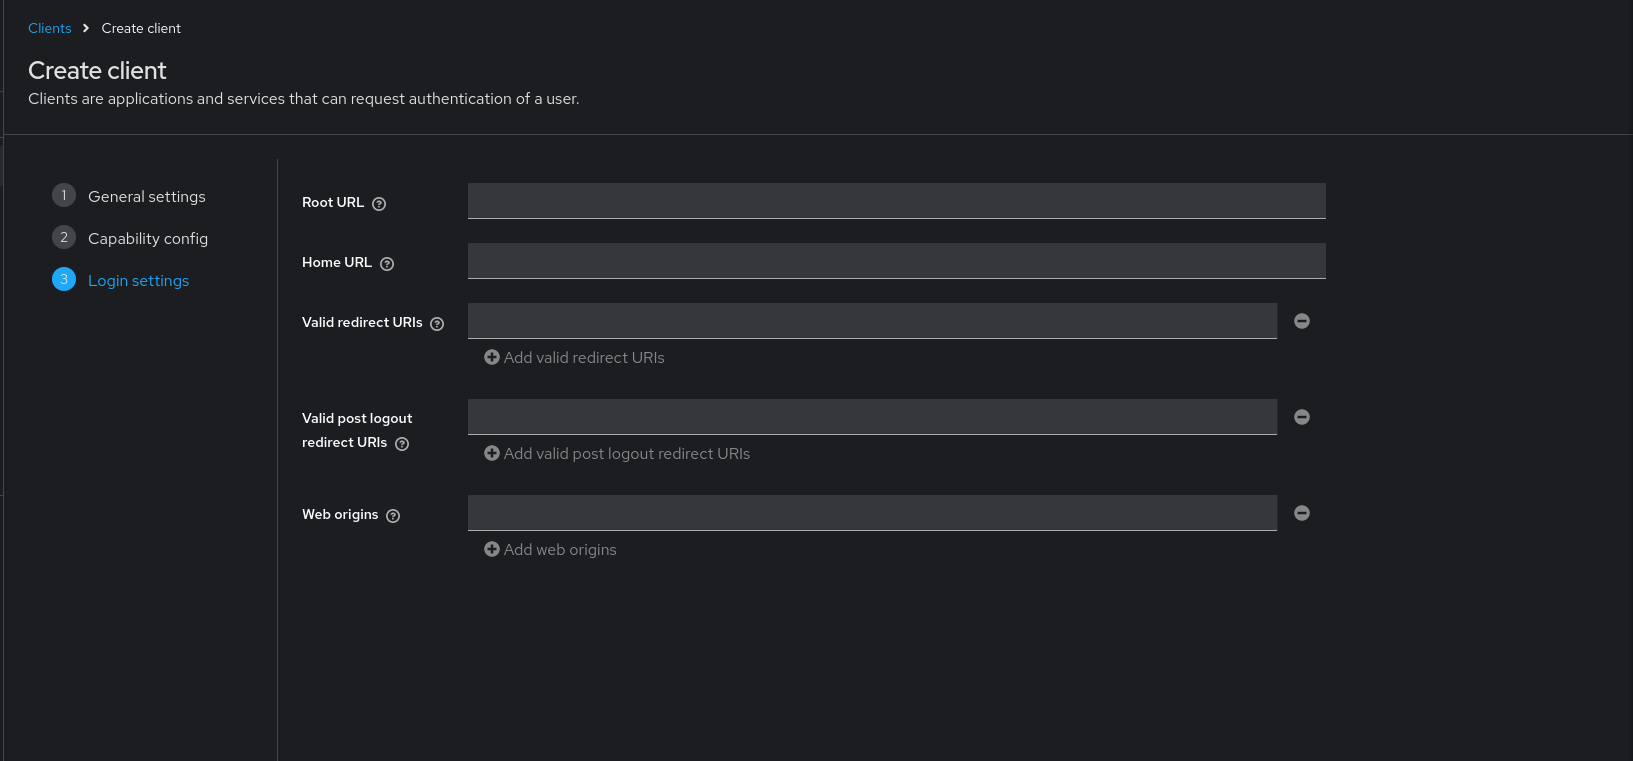 Clients > Create client
Create client
Clients are applications and services that can request authentication of a user.
1 General settings
2 Capability config
3 Login settings
Root URL ?
Home URL ?
Valid redirect URIs ?
Add valid redirect URIs
Valid post logout
redirect URIs ?
Add valid post logout redirect URIs
Web origins ?
Add web origins